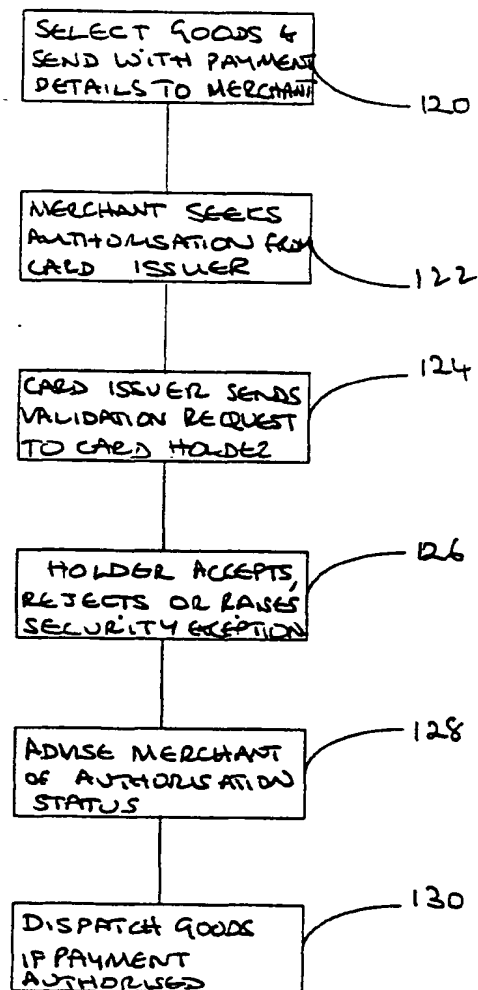 SELECT GOODS &
SEND WITH PAYMENT
DETAILS TO MERCHANT
120
MERCHANT SEEKS
AUTHORISATION FROM
CARD ISSUER
122
124
CARD ISSUER SENDS
VALIDATION REQUEST
TO CARD HOLDER
126
HOLDER ACCEPTS,
REJECTS OR RAISES
SECURITY EXCEPTION
128
ADVISE MERCHANT
OF AUTHORISATION
STATUS
130
DISPATCH GOODS
IF PAYMENT
AUTHORISED